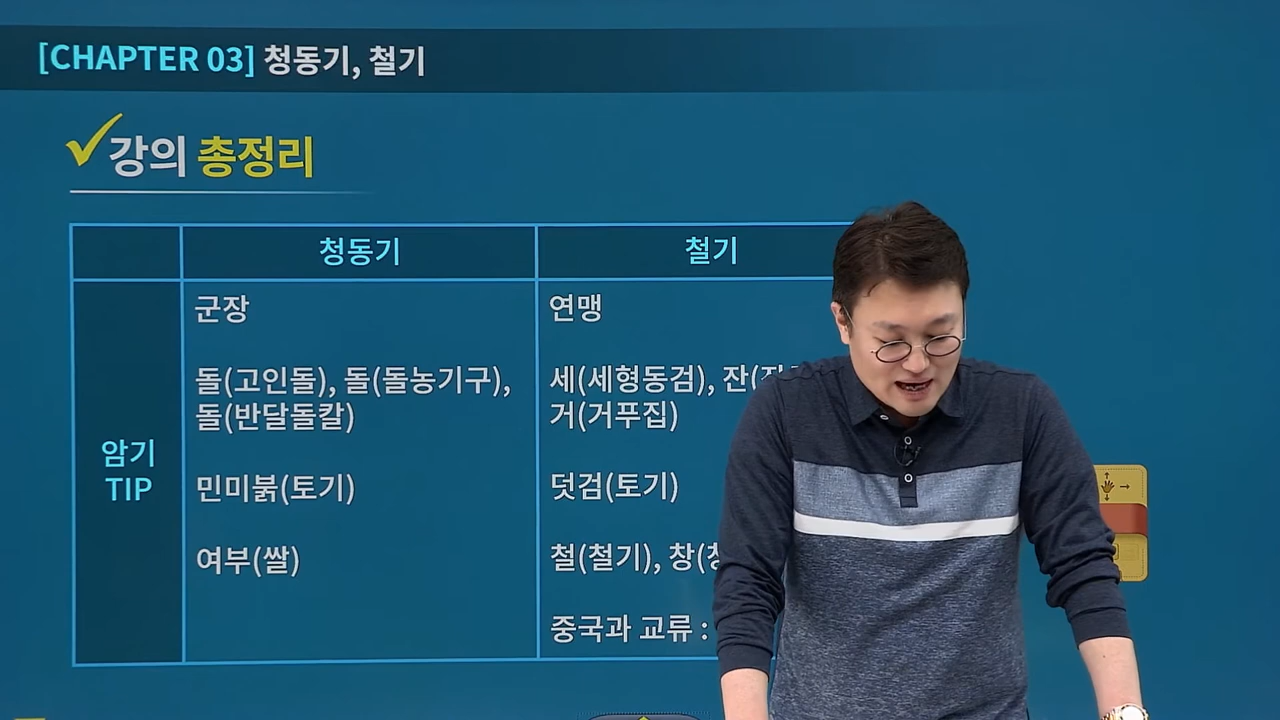 [CHAPTER 03] 청동기, 철기
강의 총정리
청동기
철기
암기
TIP
군장
돌(고인돌), 돌(돌농기구),
돌(반달돌칼)
민미붉(토기)
여부(쌀)
연맹
세(세형동검),
거(거푸집)
덧검(토기)
철(철기),
중국과 교류 :